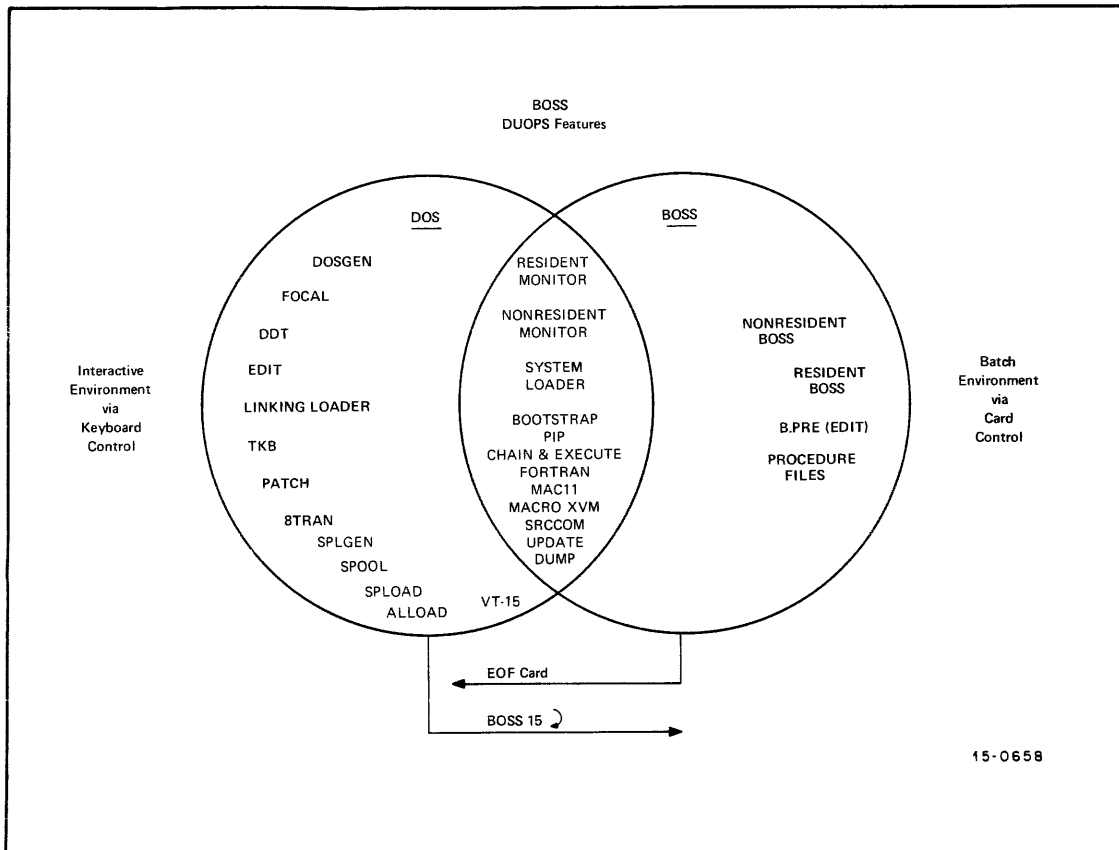 BOSS
DUOPS Features
DOS
BOSS
DOSGEN
FOCAL
DDT
EDIT
LINKING LOADER
TKB
PATCH
8TRAN
SPLGEN
SPOOL
SPLOAD
ALLOAD
VT-15
RESIDENT
MONITOR
NONRESIDENT
MONITOR
SYSTEM
LOADER
BOOTSTRAP
PIP
CHAIN & EXECUTE
FORTRAN
MAC11
MACRO XVM
SRCCOM
UPDATE
DUMP
NONRESIDENT
BOSS
RESIDENT
BOSS
B.PRE (EDIT)
PROCEDURE
FILES
Interactive
Environment
via
Keyboard
Control
Batch
Environment
via
Card
Control
EOF Card
BOSS 15
15-0658